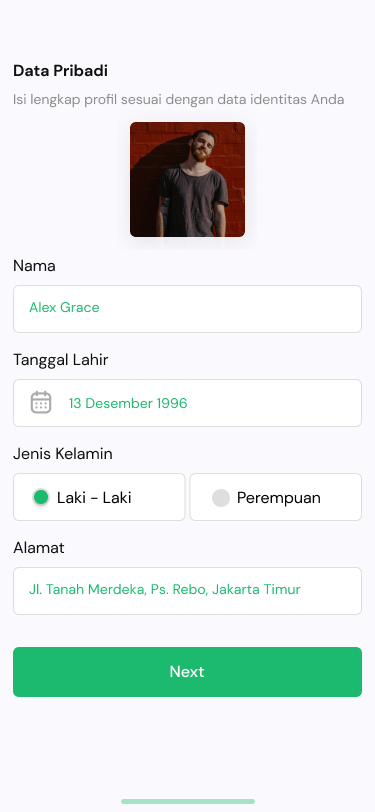 Data Pribadi
Isi lengkap profil sesuai dengan data identitas Anda
Nama
Alex Grace
Tanggal Lahir
13 Desember 1996
Jenis Kelamin
Laki - Laki
Perempuan
Alamat
Jl. Tanah Merdeka, Ps. Rebo, Jakarta Timur
Next